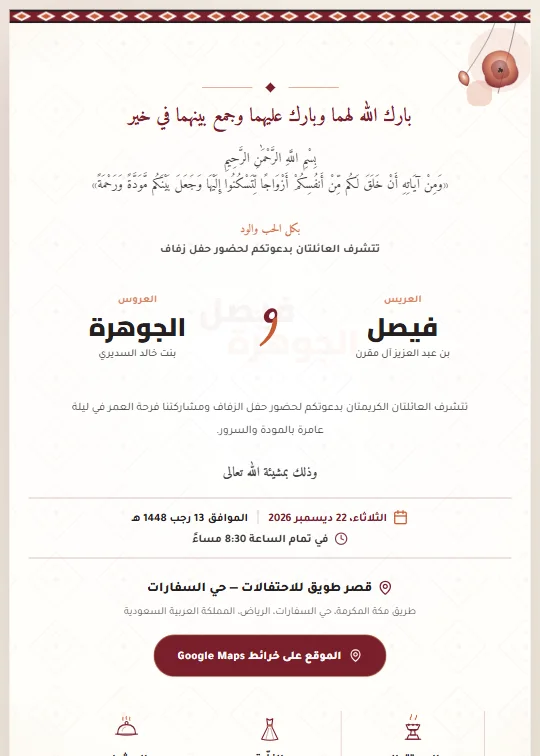 بارك الله لهما وبارك عليهما وجمع بينهما في خير
بِسْمِ اللَّهِ الرَّحْمَٰنِ الرَّحِيمِ
«وَمِنْ آيَاتِهِ أَنْ خَلَقَ لَكُم مِّنْ أَنفُسِكُمْ أَزْوَاجًا لِّتَسْكُنُوا إِلَيْهَا وَجَعَلَ بَيْنَكُم مَّوَدَّةً وَرَحْمَةً»
بكل الحب والود
تتشرف العائلتان بدعوتكم لحضور حفل زفاف
العريس
فيصل
بن عبد العزيز آل مقرن
و
العروس
الجوهرة
بنت خالد السديري
فيصل
الجوهرة
تتشرف العائلتان الكريمتان بدعوتكم لحضور حفل الزفاف ومشاركتنا فرحة العمر في ليلة
عامرة بالمودة والسرور.
وذلك بمشيئة الله تعالى
الثلاثاء، 22 ديسمبر 2026 | الموافق 13 رجب 1448 هـ
في تمام الساعة 8:30 مساءً
قصر طويق للاحتفالات – حي السفارات
طريق مكة المكرمة، حي السفارات، الرياض، المملكة العربية السعودية
الموقع على خرائط Google Maps